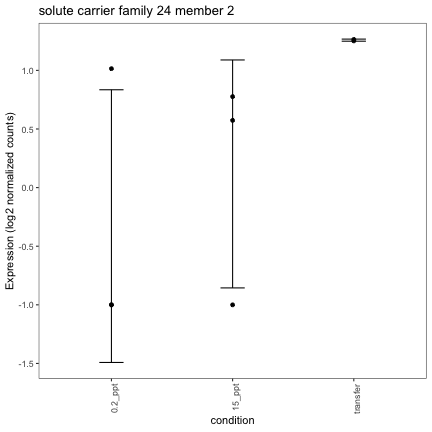 solute carrier family 24 member 2
Expression (log2 normalized counts)
1.0
0.5
0.0
-0.5
-1.0
-1.5
0.2_ppt
15_ppt
transfer
condition